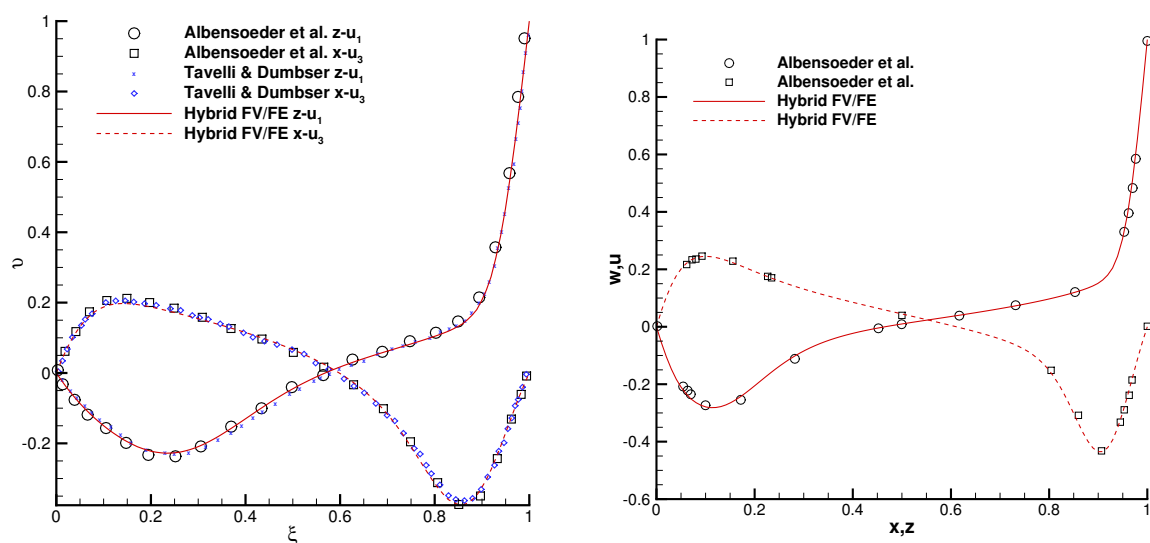 Albensoeder et al. z-u1
Albensoeder et al. x-u3
Tavelli & Dumbser z-u1
Tavelli & Dumbser x-u3
Hybrid FV/FE z-u1
Hybrid FV/FE x-u3
υ
1
0.8
0.6
0.4
0.2
0
-0.2
0 0.2 0.4 0.6 0.8 1
ξ
Albensoeder et al.
Albensoeder et al.
Hybrid FV/FE
Hybrid FV/FE
w,u
1
0.8
0.6
0.4
0.2
0
-0.2
-0.4
-0.6
0 0.2 0.4 0.6 0.8 1
x,z